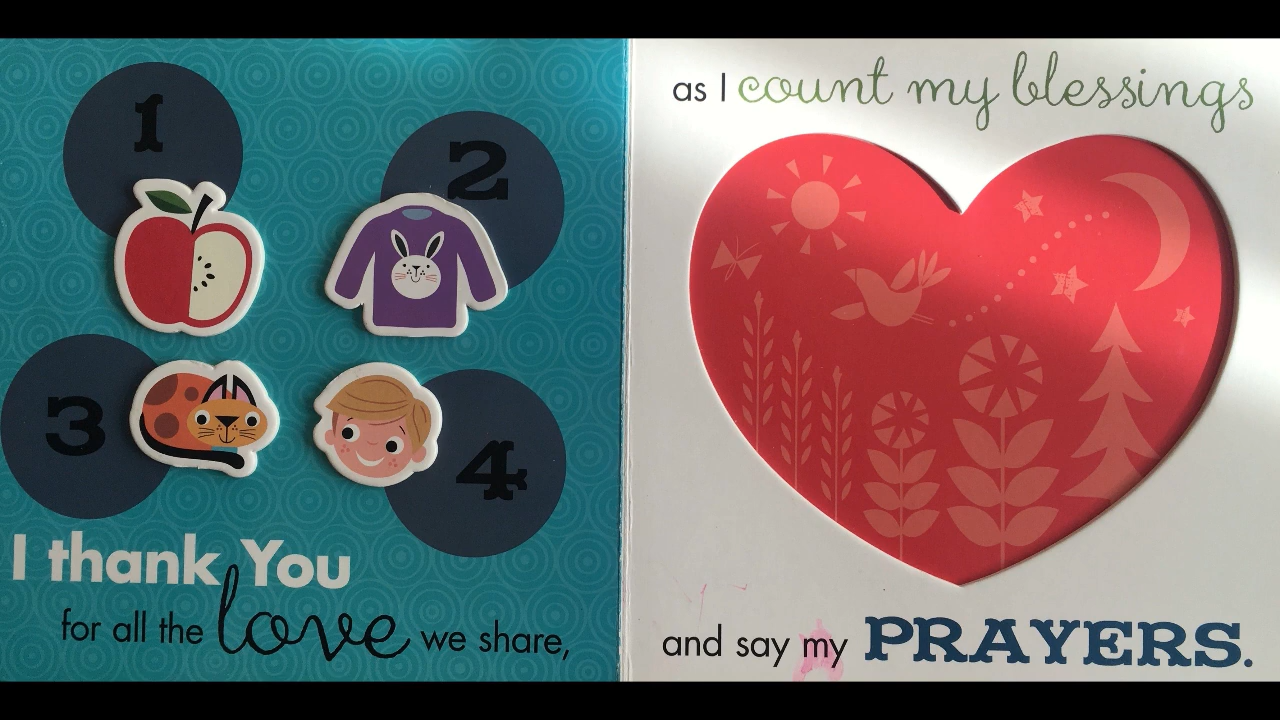 1
2
3
4
I thank You
for all the love we share,
as I count my blessings
and say my PRAYERS.